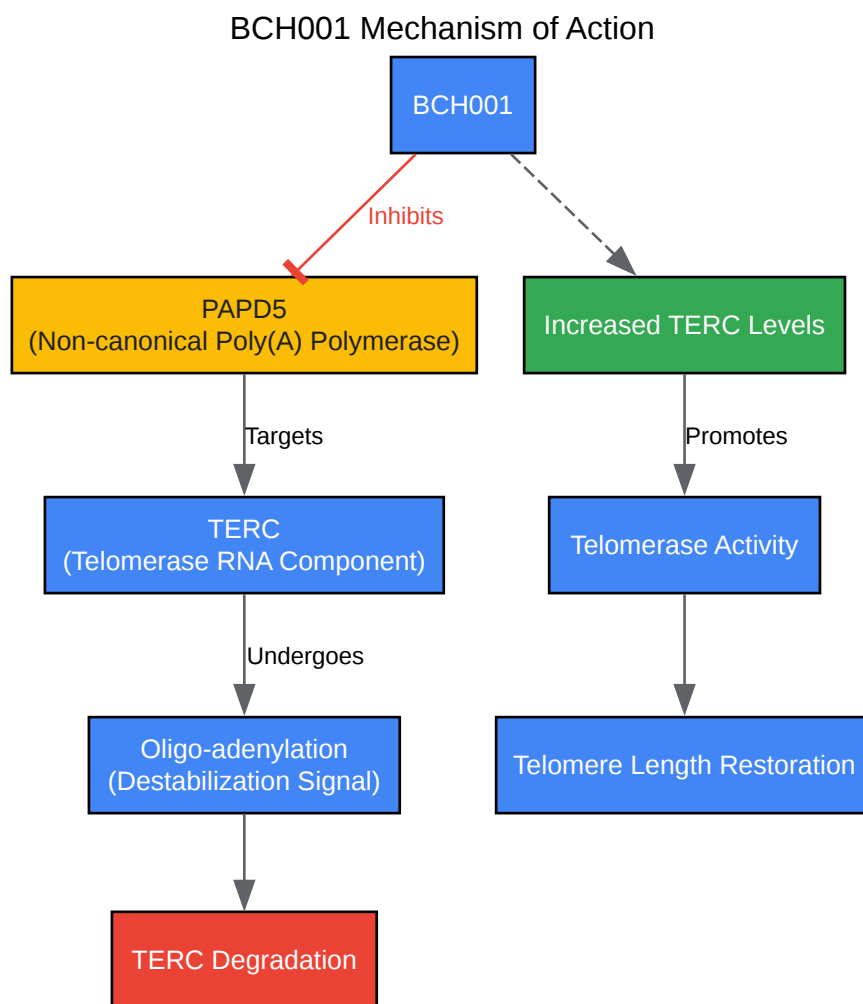 BCH001 Mechanism of Action
BCH001
Inhibits
PAPD5
(Non-canonical Poly(A) Polymerase)
Increased TERC Levels
Targets
Promotes
TERC
(Telomerase RNA Component)
Telomerase Activity
Undergoes
Oligo-adenylation
(Destabilization Signal)
Telomere Length Restoration
TERC Degradation